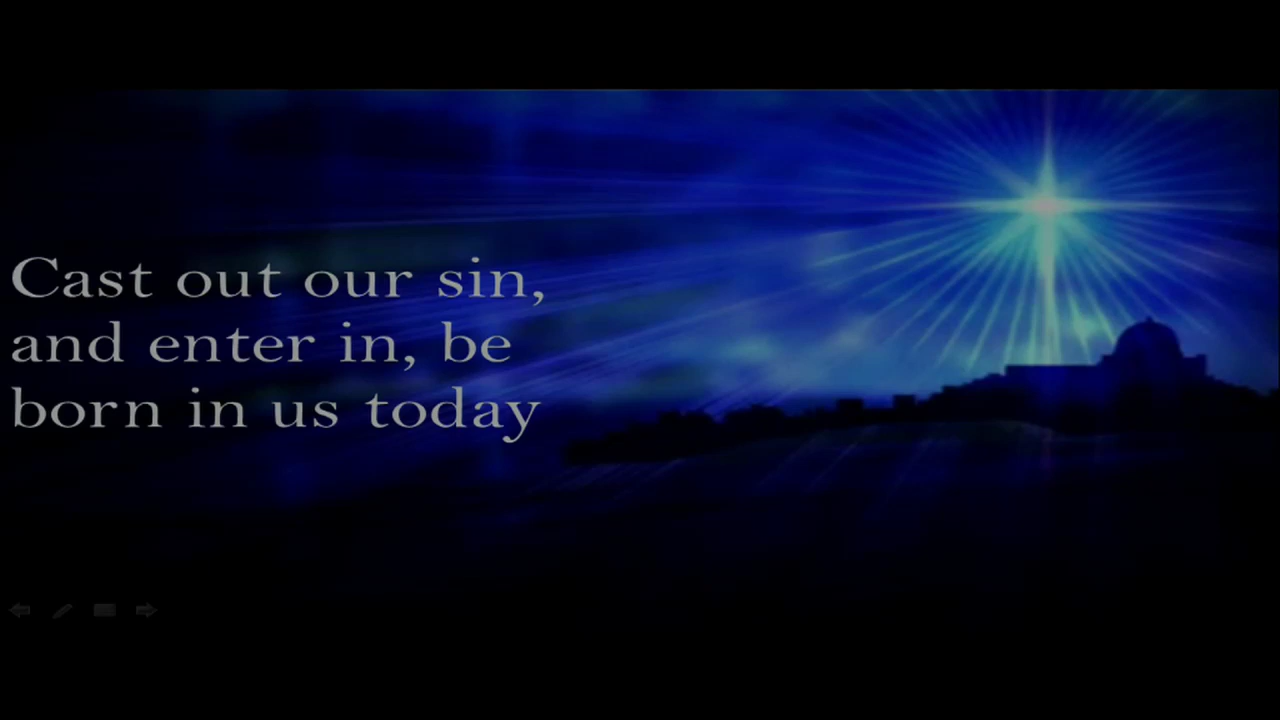 Cast out our sin,
and enter in, be
born in us today